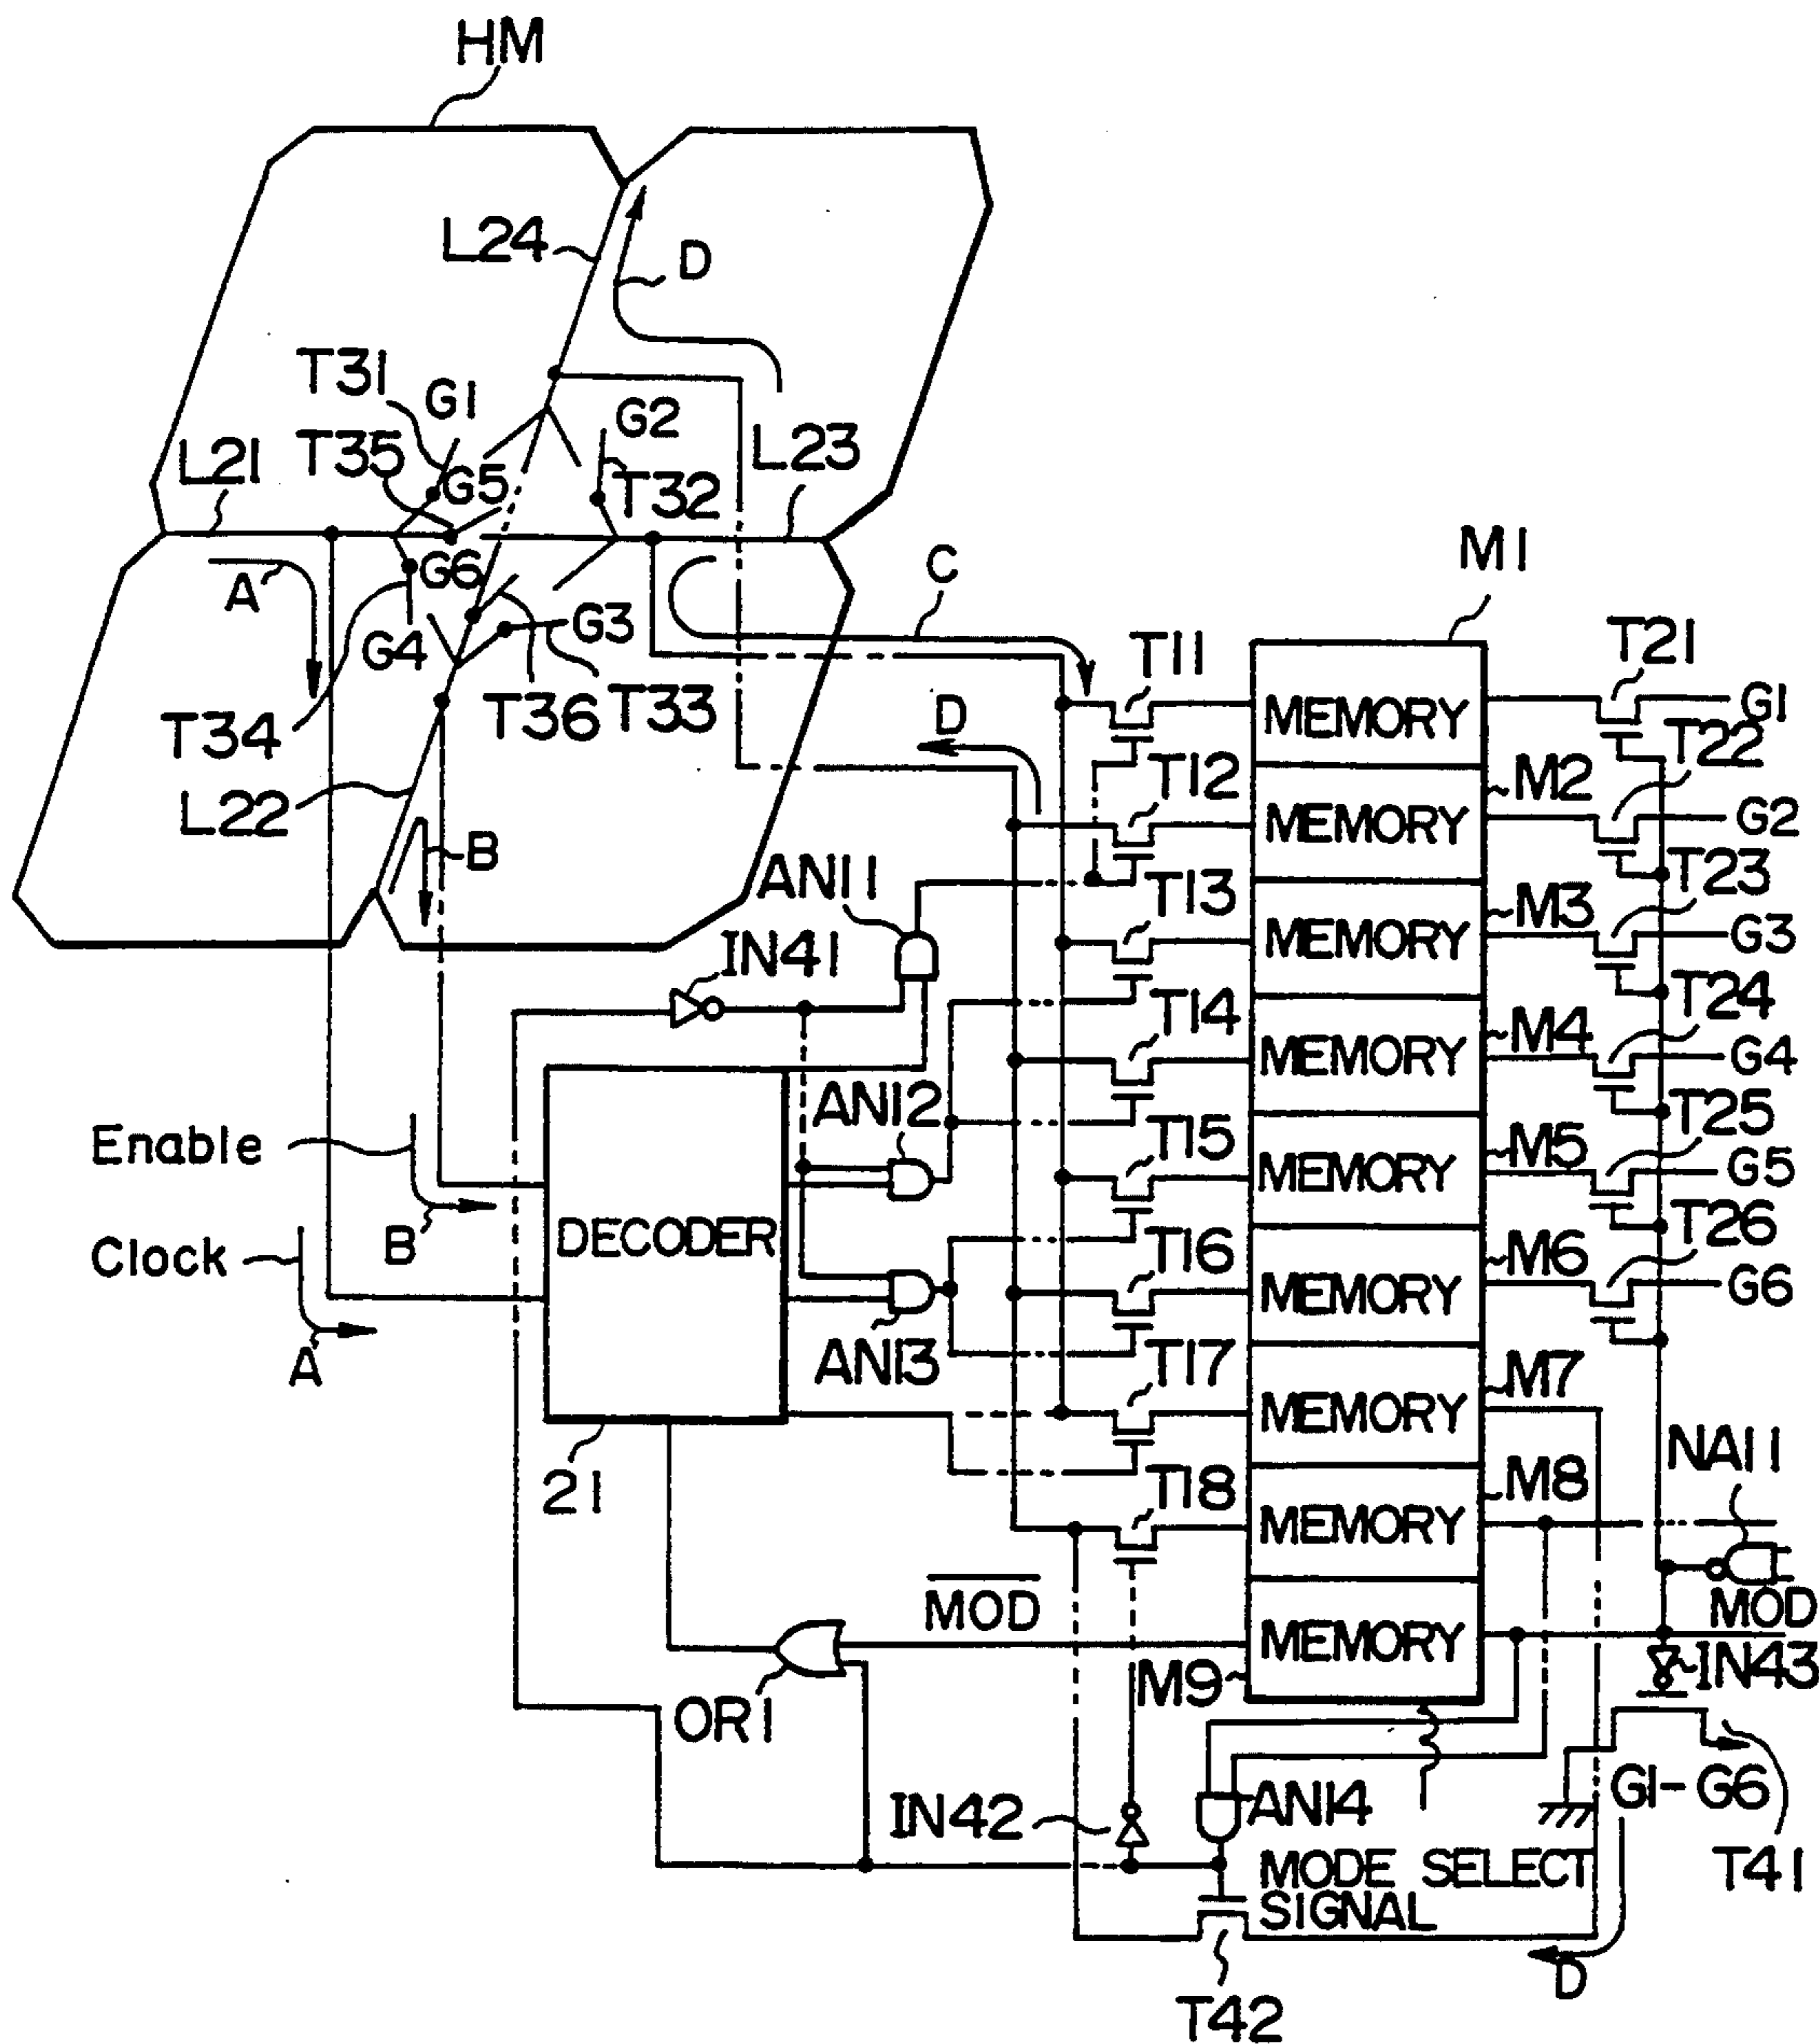 HM
L24
D
T31
G1
G2
L21
T35
G5
T32
L23
G6
A
C
M1
G4
G3
T34
T36
T33
T11
MEMORY
T21
G1
D
T12
MEMORY
M2
T22
G2
L22
B
AN11
T13
MEMORY
M3
T23
G3
IN41
T14
MEMORY
M4
T24
G4
AN12
Enable
T15
MEMORY
M5
T25
G5
B
DECODER
Clock
T16
MEMORY
M6
T26
G6
A
AN13
T17
MEMORY
M7
21
T18
MEMORY
M8
NA11
MOD
MEMORY
MOD
OR1
M9
IN43
IN42
AN14
G1-G6
MODE SELECT
SIGNAL
T41
D
T42